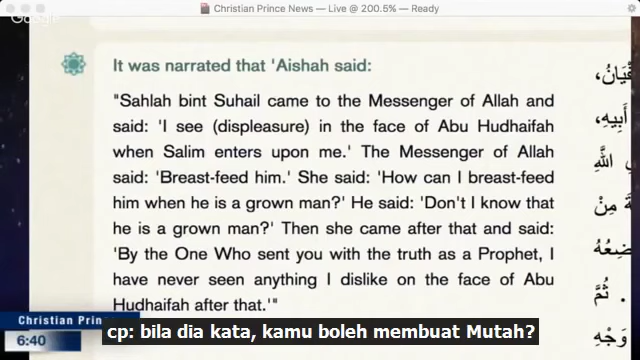 Christian Prince News — Live @ 200.5% — Ready
Google
It was narrated that 'Aishah said:
"Sahlah bint Suhail came to the Messenger of Allah and
said: 'I see (displeasure) in the face of Abu Hudhaifah
when Salim enters upon me.' The Messenger of Allah
said: 'Breast-feed him.' She said: 'How can I breast-feed
him when he is a grown man?' He said: 'Don't I know that
he is a grown man?' Then she came after that and said:
'By the One Who sent you with the truth as a Prophet, I
have never seen anything I dislike on the face of Abu
Hudhaifah after that.'"
أَبِيهِ،
مِنْ
ثُمَّ
Christian Prin
6:40
cp: bila dia kata, kamu boleh membuat Mutah?